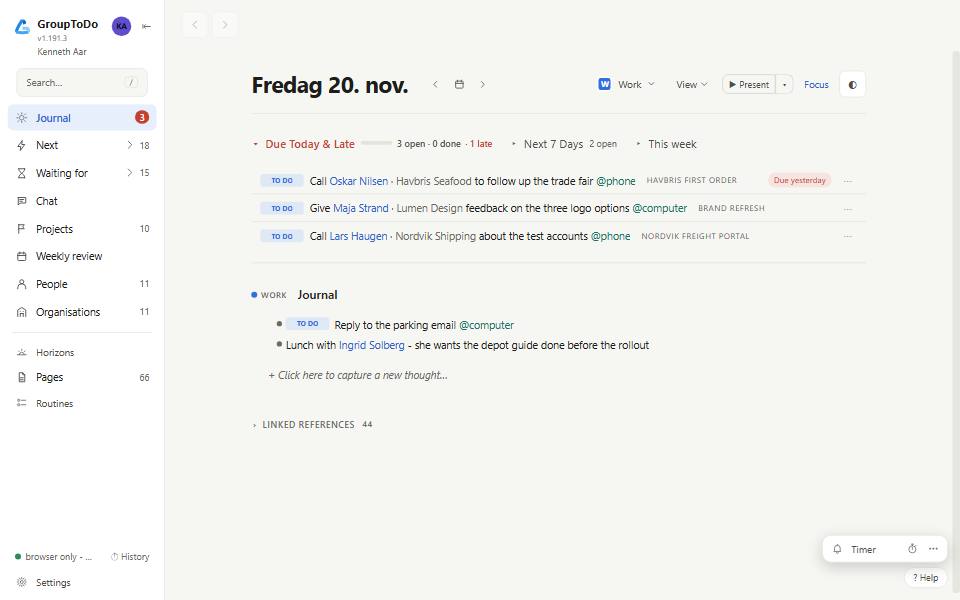 GroupToDo
KA
v1.191.3
Kenneth Aar
Search... /
Journal 3
Next 18
Waiting for 15
Chat
Projects 10
Weekly review
People 11
Organisations 11
Horizons
Pages 66
Routines
browser only - ... History
Settings
Fredag 20. nov.
W Work View Present Focus
Due Today & Late 3 open · 0 done · 1 late Next 7 Days 2 open This week
TO DO Call Oskar Nilsen · Havbris Seafood to follow up the trade fair @phone HAVBRIS FIRST ORDER Due yesterday ...
TO DO Give Maja Strand · Lumen Design feedback on the three logo options @computer BRAND REFRESH ...
TO DO Call Lars Haugen · Nordvik Shipping about the test accounts @phone NORDVIK FREIGHT PORTAL ...
WORK Journal
TO DO Reply to the parking email @computer
Lunch with Ingrid Solberg - she wants the depot guide done before the rollout
+ Click here to capture a new thought...
LINKED REFERENCES 44
Timer ...
? Help